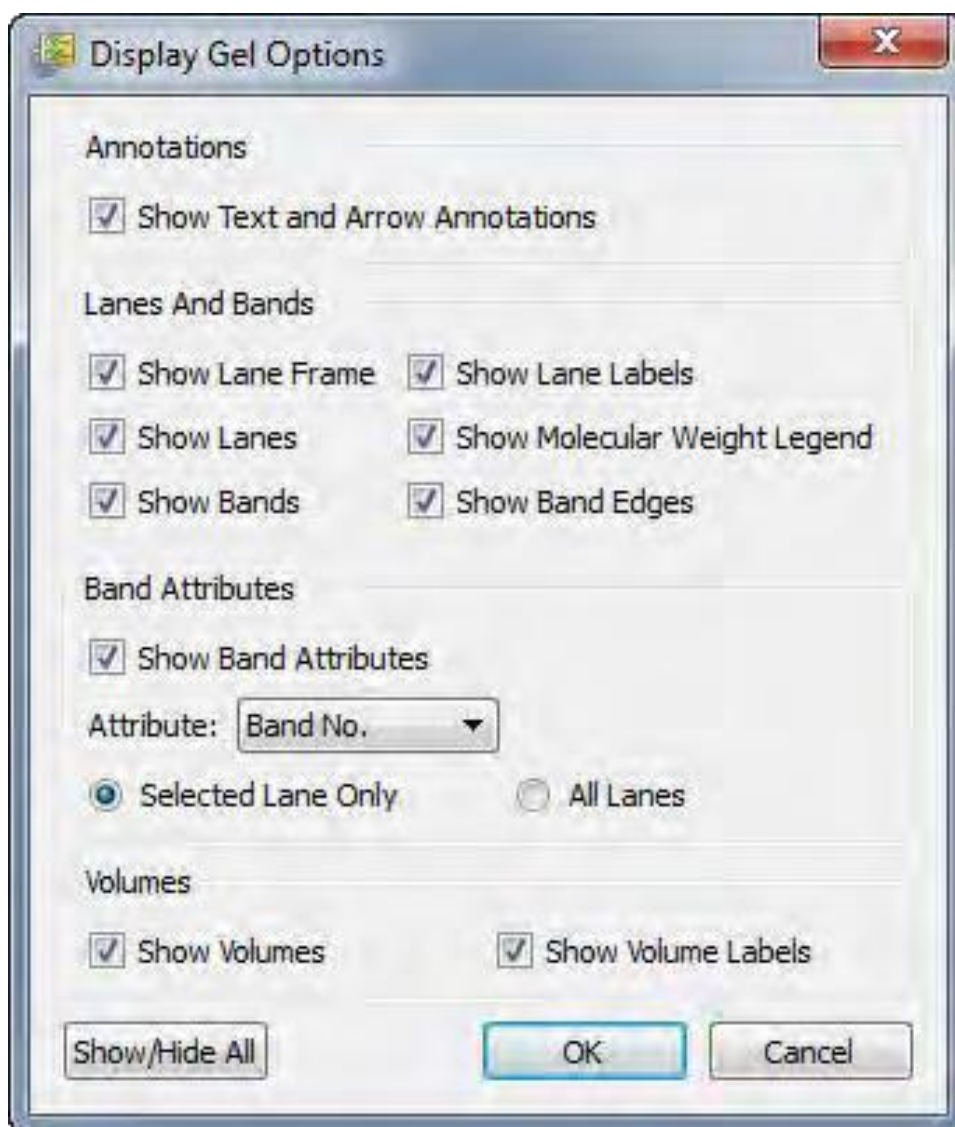 Display Gel Options
Annotations
Show Text and Arrow Annotations
Lanes And Bands
Show Lane Frame Show Lane Labels
Show Lanes Show Molecular Weight Legend
Show Bands Show Band Edges
Band Attributes
Show Band Attributes
Attribute: Band No.
Selected Lane Only All Lanes
Volumes
Show Volumes Show Volume Labels
Show/Hide All OK Cancel